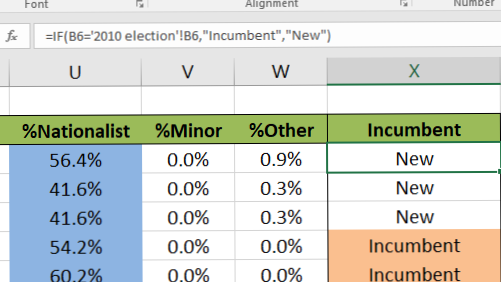 Font Alignment Number
fx =IF(B6='2010 election'!B6,"Incumbent","New")
U V W X
%Nationalist %Minor %Other Incumbent
56.4% 0.0% 0.9% New
41.6% 0.0% 0.3% New
41.6% 0.0% 0.3% New
54.2% 0.0% 0.0% Incumbent
60.2% 0.0% 0.0% Incumbent